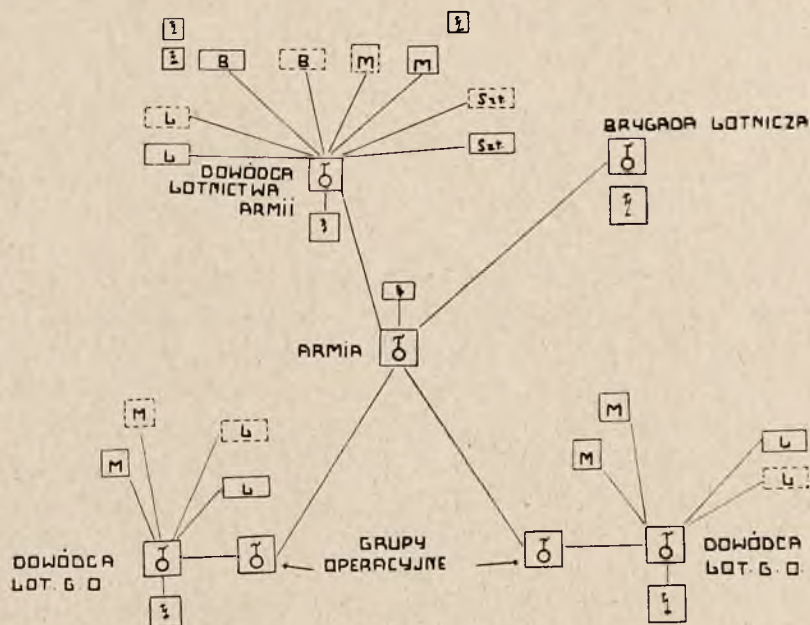 B
B
M
M
L
Szt.
L
Szt.
BRYGADA LOTNICZA
DOWÓDCA
LOTNICTWA
ARMII
ARMIA
M
L
M
L
M
M
L
L
DOWÓDCA
LOT. G. O
GRUPY
OPERACYJNE
DOWÓDCA
LOT. G. O.